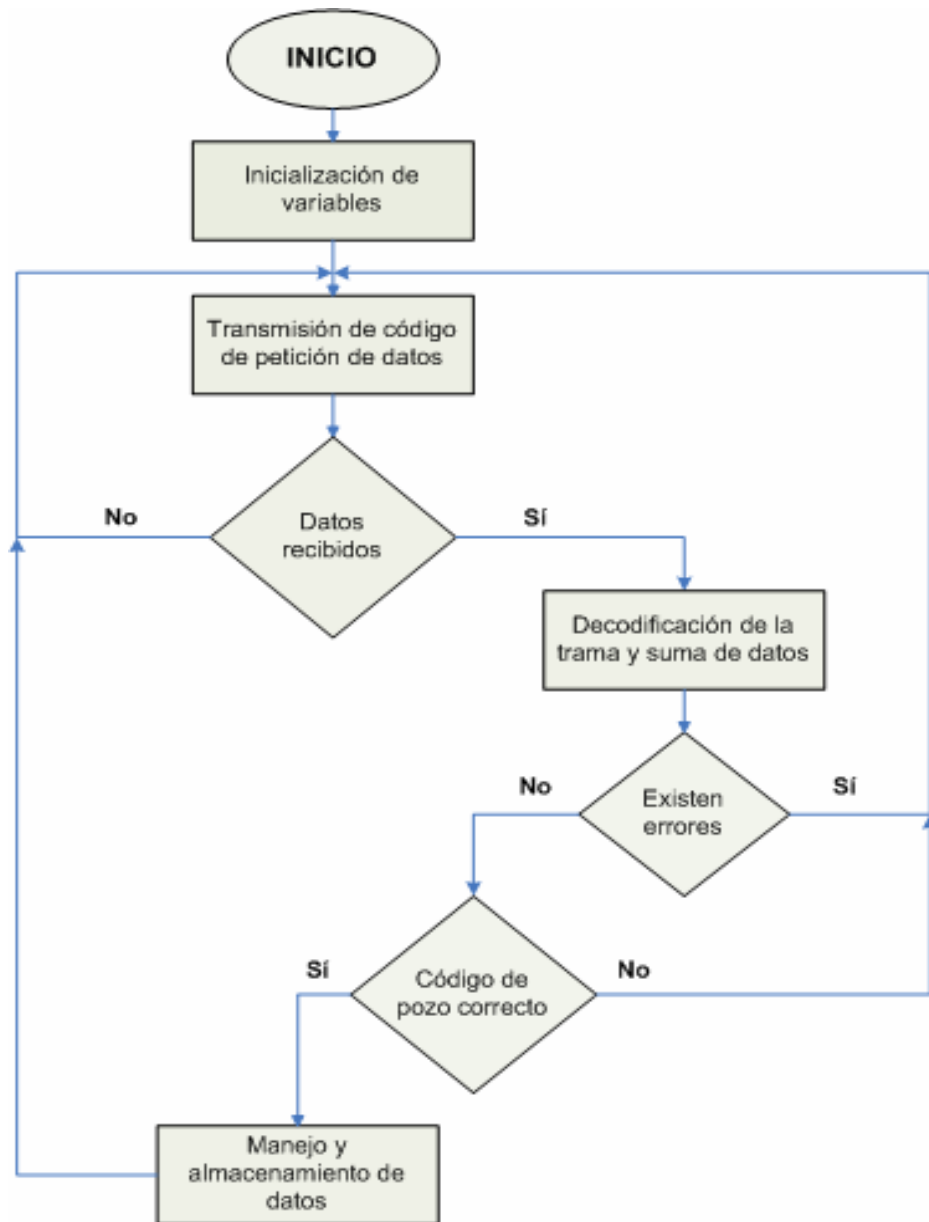 INICIO
Inicialización de
variables
Transmisión de código
de petición de datos
No
Sí
Datos
recibidos
Decodificación de la
trama y suma de datos
No
Sí
Existen
errores
Sí
No
Código de
pozo correcto
Manejo y
almacenamiento de
datos